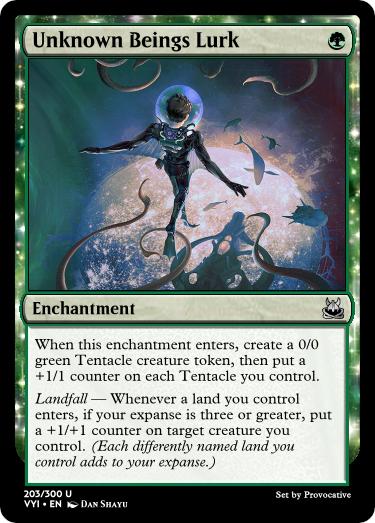 Unknown Beings Lurk
Enchantment
When this enchantment enters, create a 0/0
green Tentacle creature token, then put a
+1/1 counter on each Tentacle you control.
Landfall — Whenever a land you control
enters, if your expanse is three or greater, put
a +1/+1 counter on target creature you
control. (Each differently named land you
control adds to your expanse.)
203/300 U
VYI • EN Dan Shayu
Set by Provocative